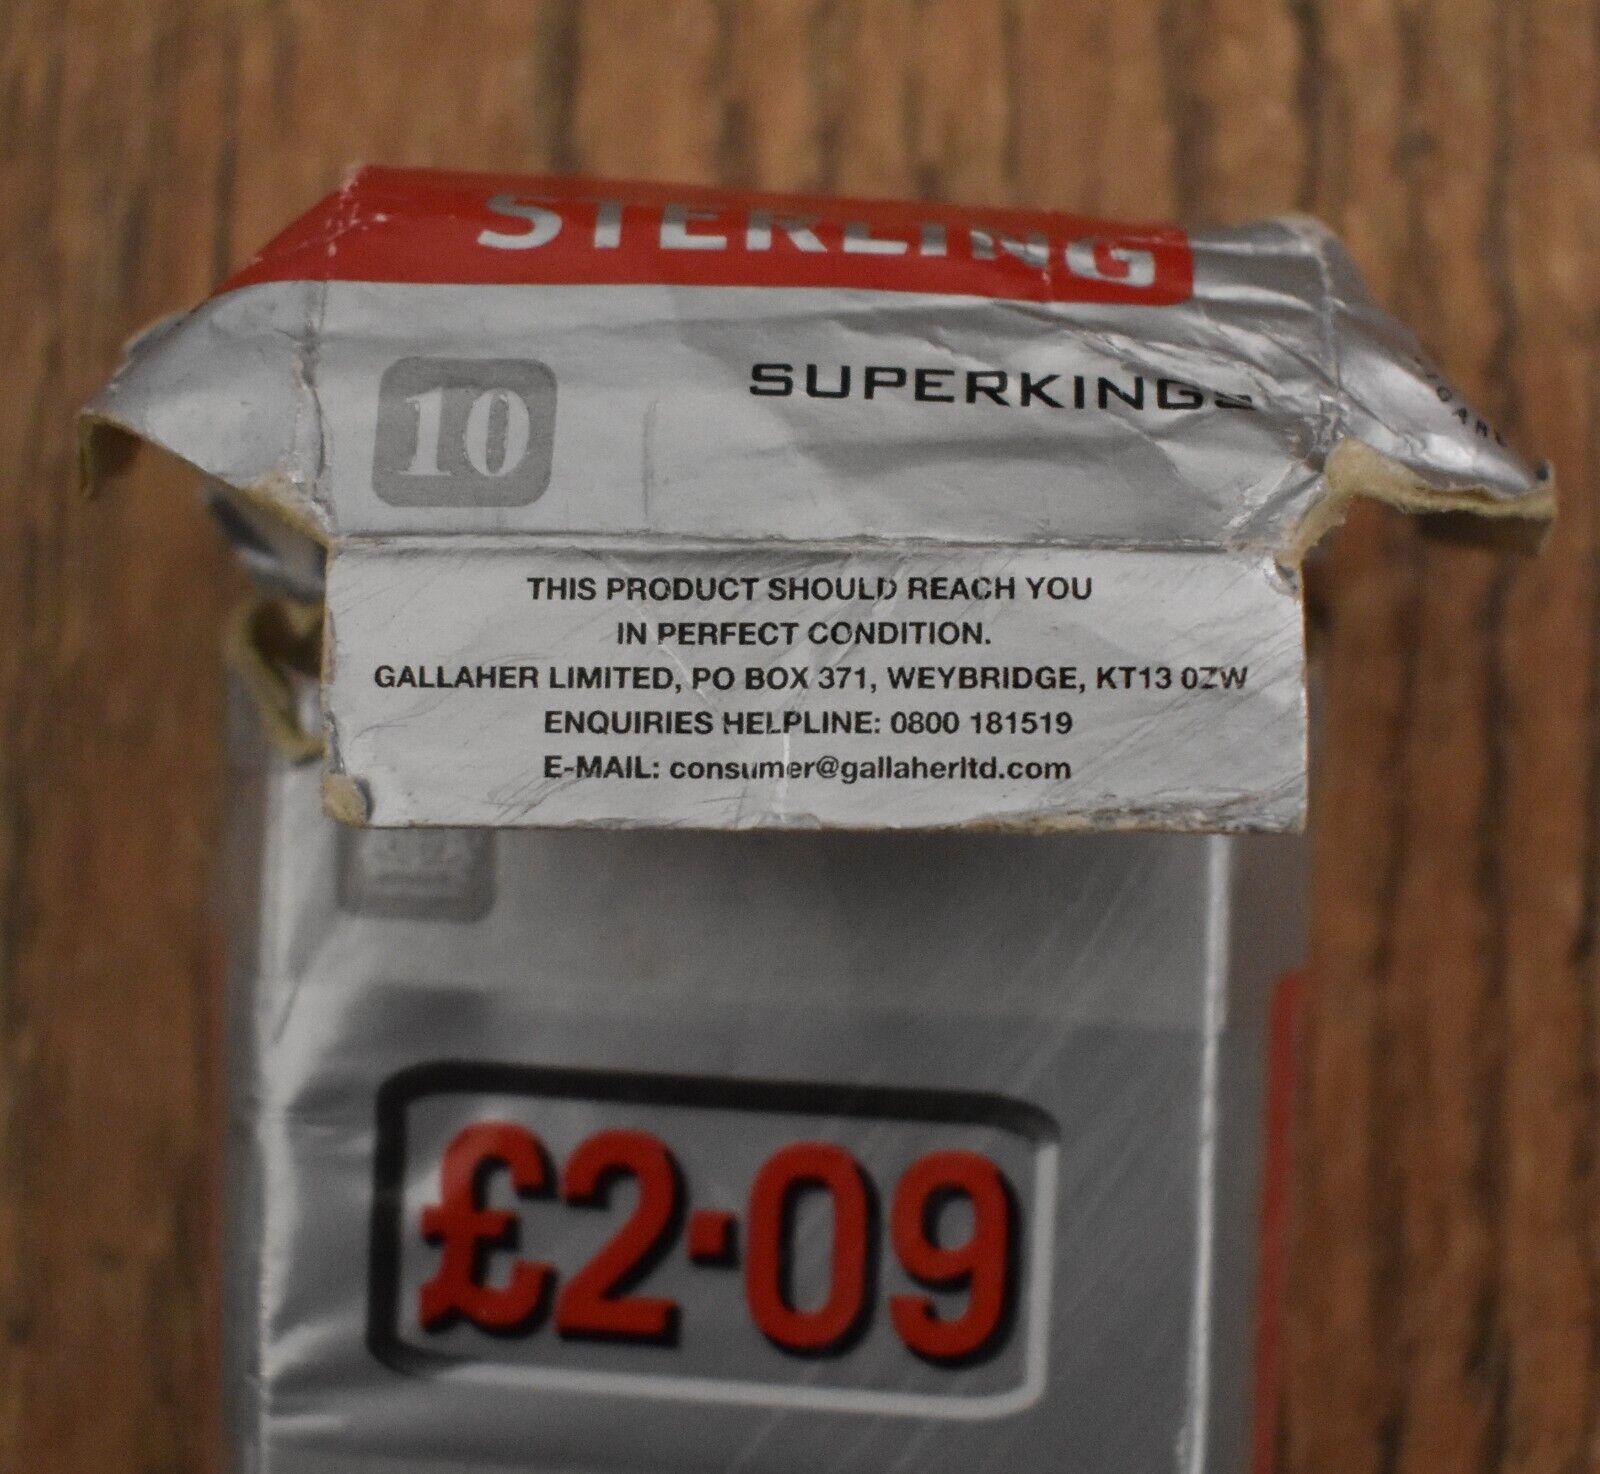 STERLING
10
SUPERKINGS
THIS PRODUCT SHOULD REACH YOU
IN PERFECT CONDITION.
GALLAHER LIMITED, PO BOX 371, WEYBRIDGE, KT13 0ZW
ENQUIRIES HELPLINE: 0800 181519
E-MAIL: consumer@gallaherltd.com
£2·09